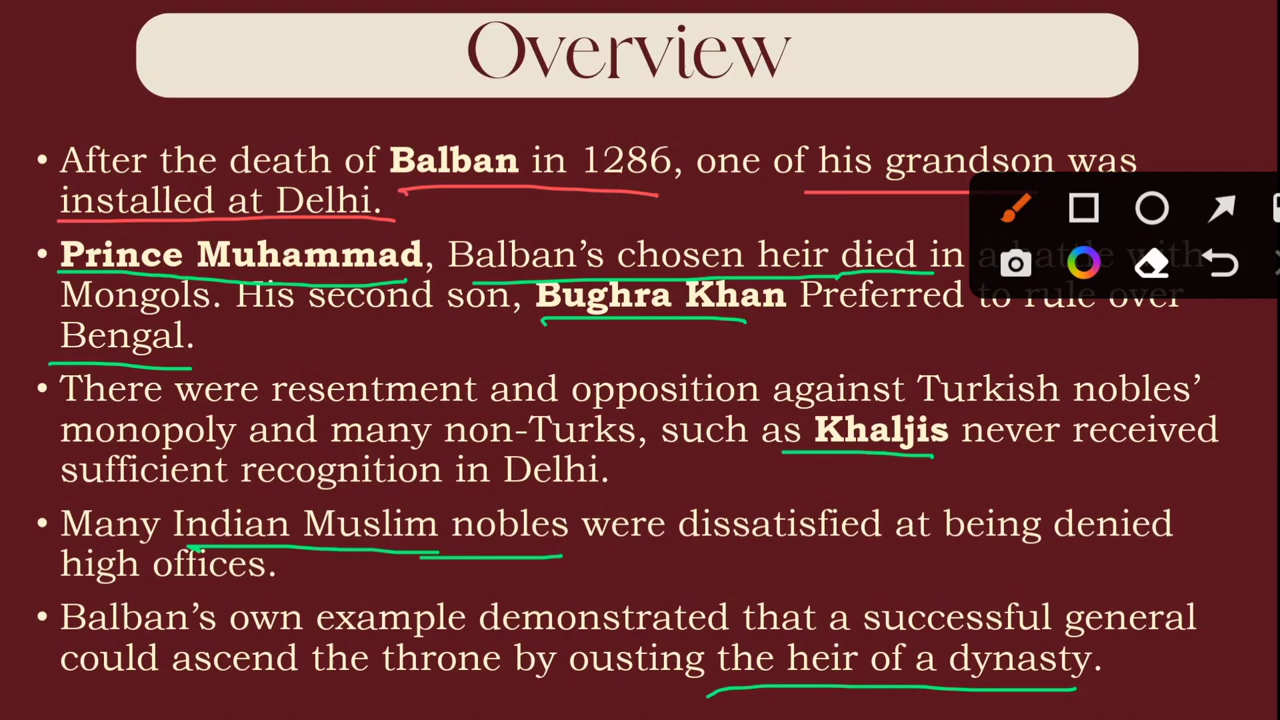 Overview
• After the death of Balban in 1286, one of his grandson was
installed at Delhi.
• Prince Muhammad, Balban’s chosen heir died in a battle with
Mongols. His second son, Bughra Khan Preferred to rule over
Bengal.
• There were resentment and opposition against Turkish nobles’
monopoly and many non-Turks, such as Khaljis never received
sufficient recognition in Delhi.
• Many Indian Muslim nobles were dissatisfied at being denied
high offices.
• Balban’s own example demonstrated that a successful general
could ascend the throne by ousting the heir of a dynasty.